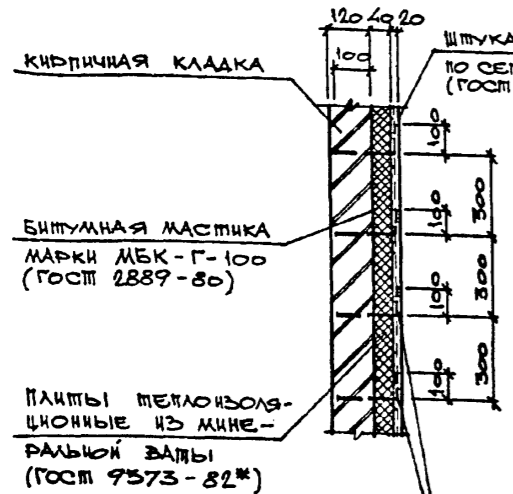 120 40 20
100
КИРПИЧНАЯ КЛАДКА
ШТУКА
ПО СЕТ
(ГОСТ
100
300
БИТУМНАЯ МАСТИКА
МАРКИ МБК-Г-100
(ГОСТ 2889-80)
100
300
100
300
ПЛИТЫ ТЕПЛОИЗОЛЯ-
ЦИОННЫЕ ИЗ МИНЕ-
РАЛЬНОЙ ВАТЫ
(ГОСТ 9573-82*)
100